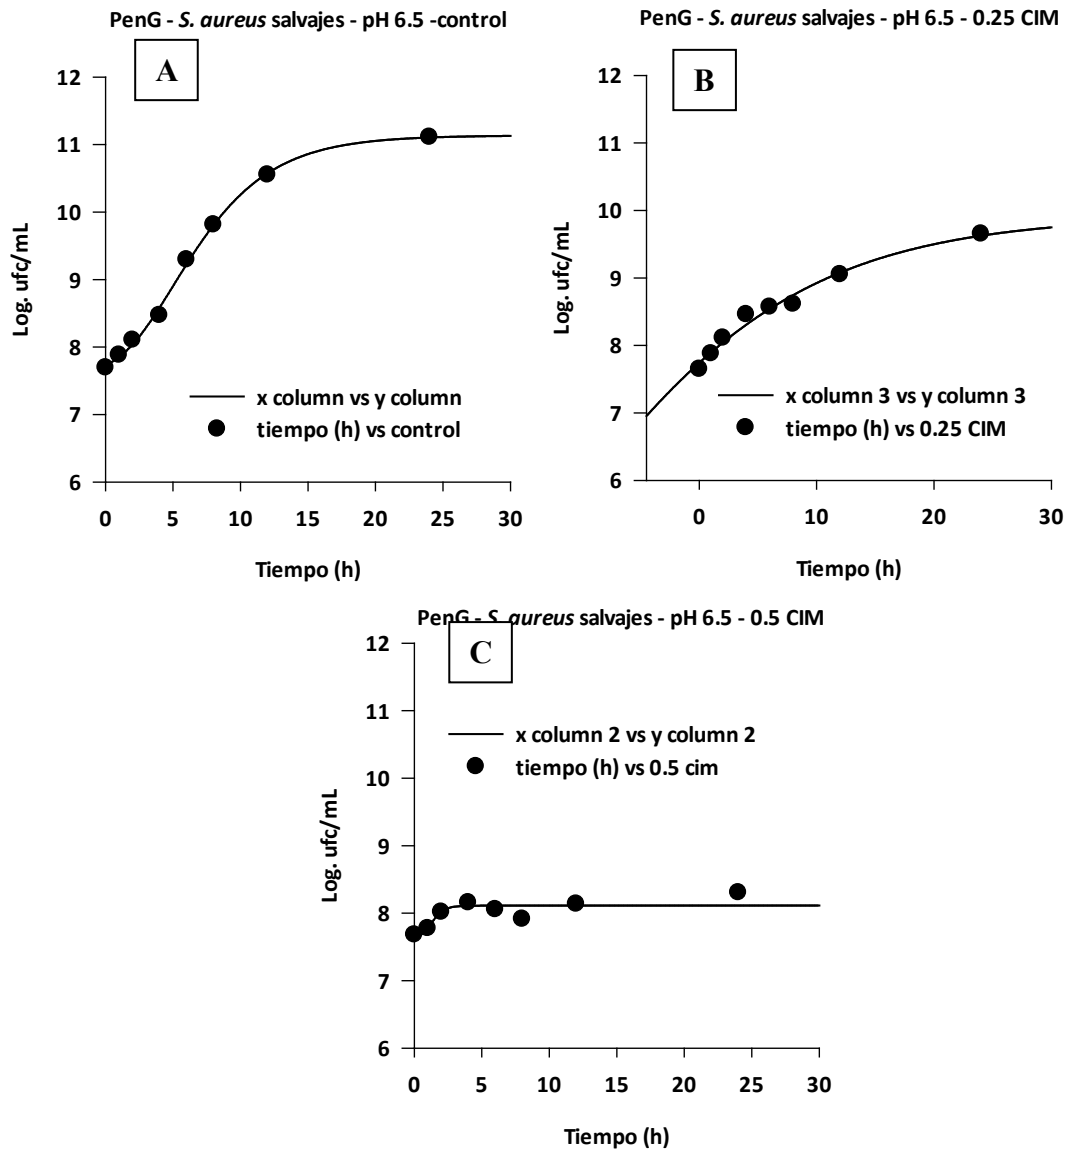 PenG - S. aureus salvajes - pH 6.5 -control
A
12
11
10
9
8
7
6
Log. ufc/mL
x column vs y column
tiempo (h) vs control
0 5 10 15 20 25 30
Tiempo (h)
PenG - S. aureus salvajes - pH 6.5 - 0.25 CIM
B
12
11
10
9
8
7
6
Log. ufc/mL
x column 3 vs y column 3
tiempo (h) vs 0.25 CIM
0 10 20 30
Tiempo (h)
PenG - S. aureus salvajes - pH 6.5 - 0.5 CIM
C
12
11
10
9
8
7
6
Log. ufc/mL
x column 2 vs y column 2
tiempo (h) vs 0.5 cim
0 5 10 15 20 25 30
Tiempo (h)